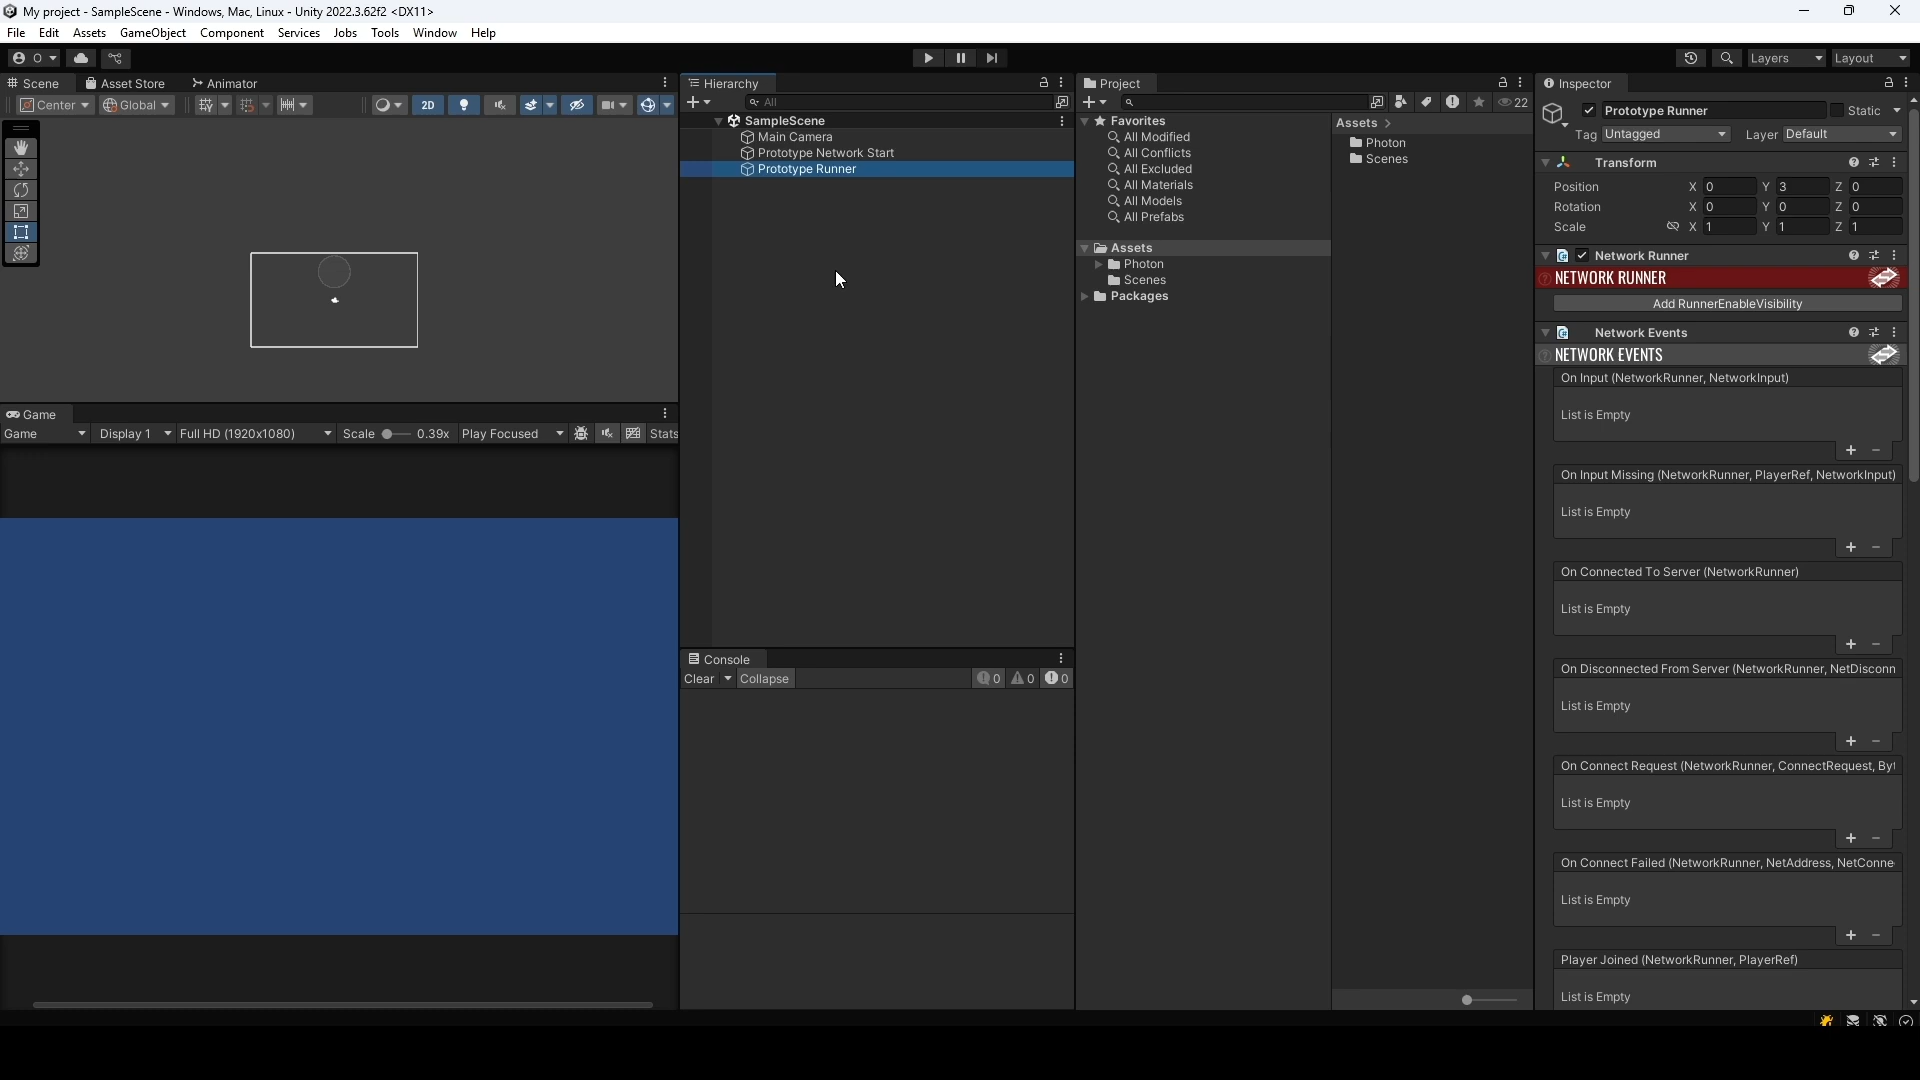 My project - SampleScene - Windows, Mac, Linux - Unity 2022.3.62f2 <DX11>
File Edit Assets GameObject Component Services Jobs Tools Window Help
O
Layers Layout
Scene Asset Store Animator
Center Global 2D
Game
Game Display 1 Full HD (1920x1080) Scale 0.39x Play Focused Stats
Hierarchy
All
SampleScene
Main Camera
Prototype Network Start
Prototype Runner
Console
Clear Collapse 0 0 0
Project
22
Favorites
All Modified
All Conflicts
All Excluded
All Materials
All Models
All Prefabs
Assets
Photon
Scenes
Packages
Assets >
Photon
Scenes
Inspector
Prototype Runner Static
Tag Untagged Layer Default
Transform
Position X 0 Y 3 Z 0
Rotation X 0 Y 0 Z 0
Scale X 1 Y 1 Z 1
Network Runner
NETWORK RUNNER
Add RunnerEnableVisibility
Network Events
NETWORK EVENTS
On Input (NetworkRunner, NetworkInput)
List is Empty
On Input Missing (NetworkRunner, PlayerRef, NetworkInput)
List is Empty
On Connected To Server (NetworkRunner)
List is Empty
On Disconnected From Server (NetworkRunner, NetDisconn
List is Empty
On Connect Request (NetworkRunner, ConnectRequest, Byt
List is Empty
On Connect Failed (NetworkRunner, NetAddress, NetConne
List is Empty
Player Joined (NetworkRunner, PlayerRef)
List is Empty